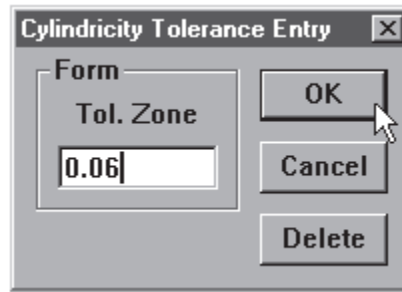 Cylindricity Tolerance Entry
Form
Tol. Zone
0.06
OK
Cancel
Delete